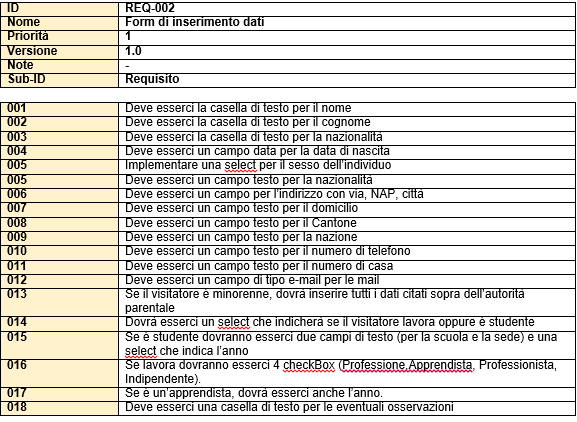 ID REQ-002
Nome Form di inserimento dati
Priorità 1
Versione 1.0
Note -
Sub-ID Requisito
001 Deve esserci la casella di testo per il nome
002 Deve esserci la casella di testo per il cognome
003 Deve esserci la casella di testo per la nazionalità
004 Deve esserci un campo data per la data di nascita
005 Implementare una select per il sesso dell'individuo
005 Deve esserci un campo testo per la nazionalità
006 Deve esserci un campo per l'indirizzo con via, NAP, città
007 Deve esserci un campo testo per il domicilio
008 Deve esserci un campo testo per il Cantone
009 Deve esserci un campo testo per la nazione
010 Deve esserci un campo testo per il numero di telefono
011 Deve esserci un campo testo per il numero di casa
012 Deve esserci un campo di tipo e-mail per le mail
013 Se il visitatore è minorenne, dovrà inserire tutti i dati citati sopra dell'autorità
parentale
014 Dovrà esserci un select che indicherà se il visitatore lavora oppure è studente
015 Se è studente dovranno esserci due campi di testo (per la scuola e la sede) e una
select che indica l'anno
016 Se lavora dovranno esserci 4 checkBox (Professione,Apprendista, Professionista,
Indipendente).
017 Se è un'apprendista, dovrà esserci anche l'anno.
018 Deve esserci una casella di testo per le eventuali osservazioni